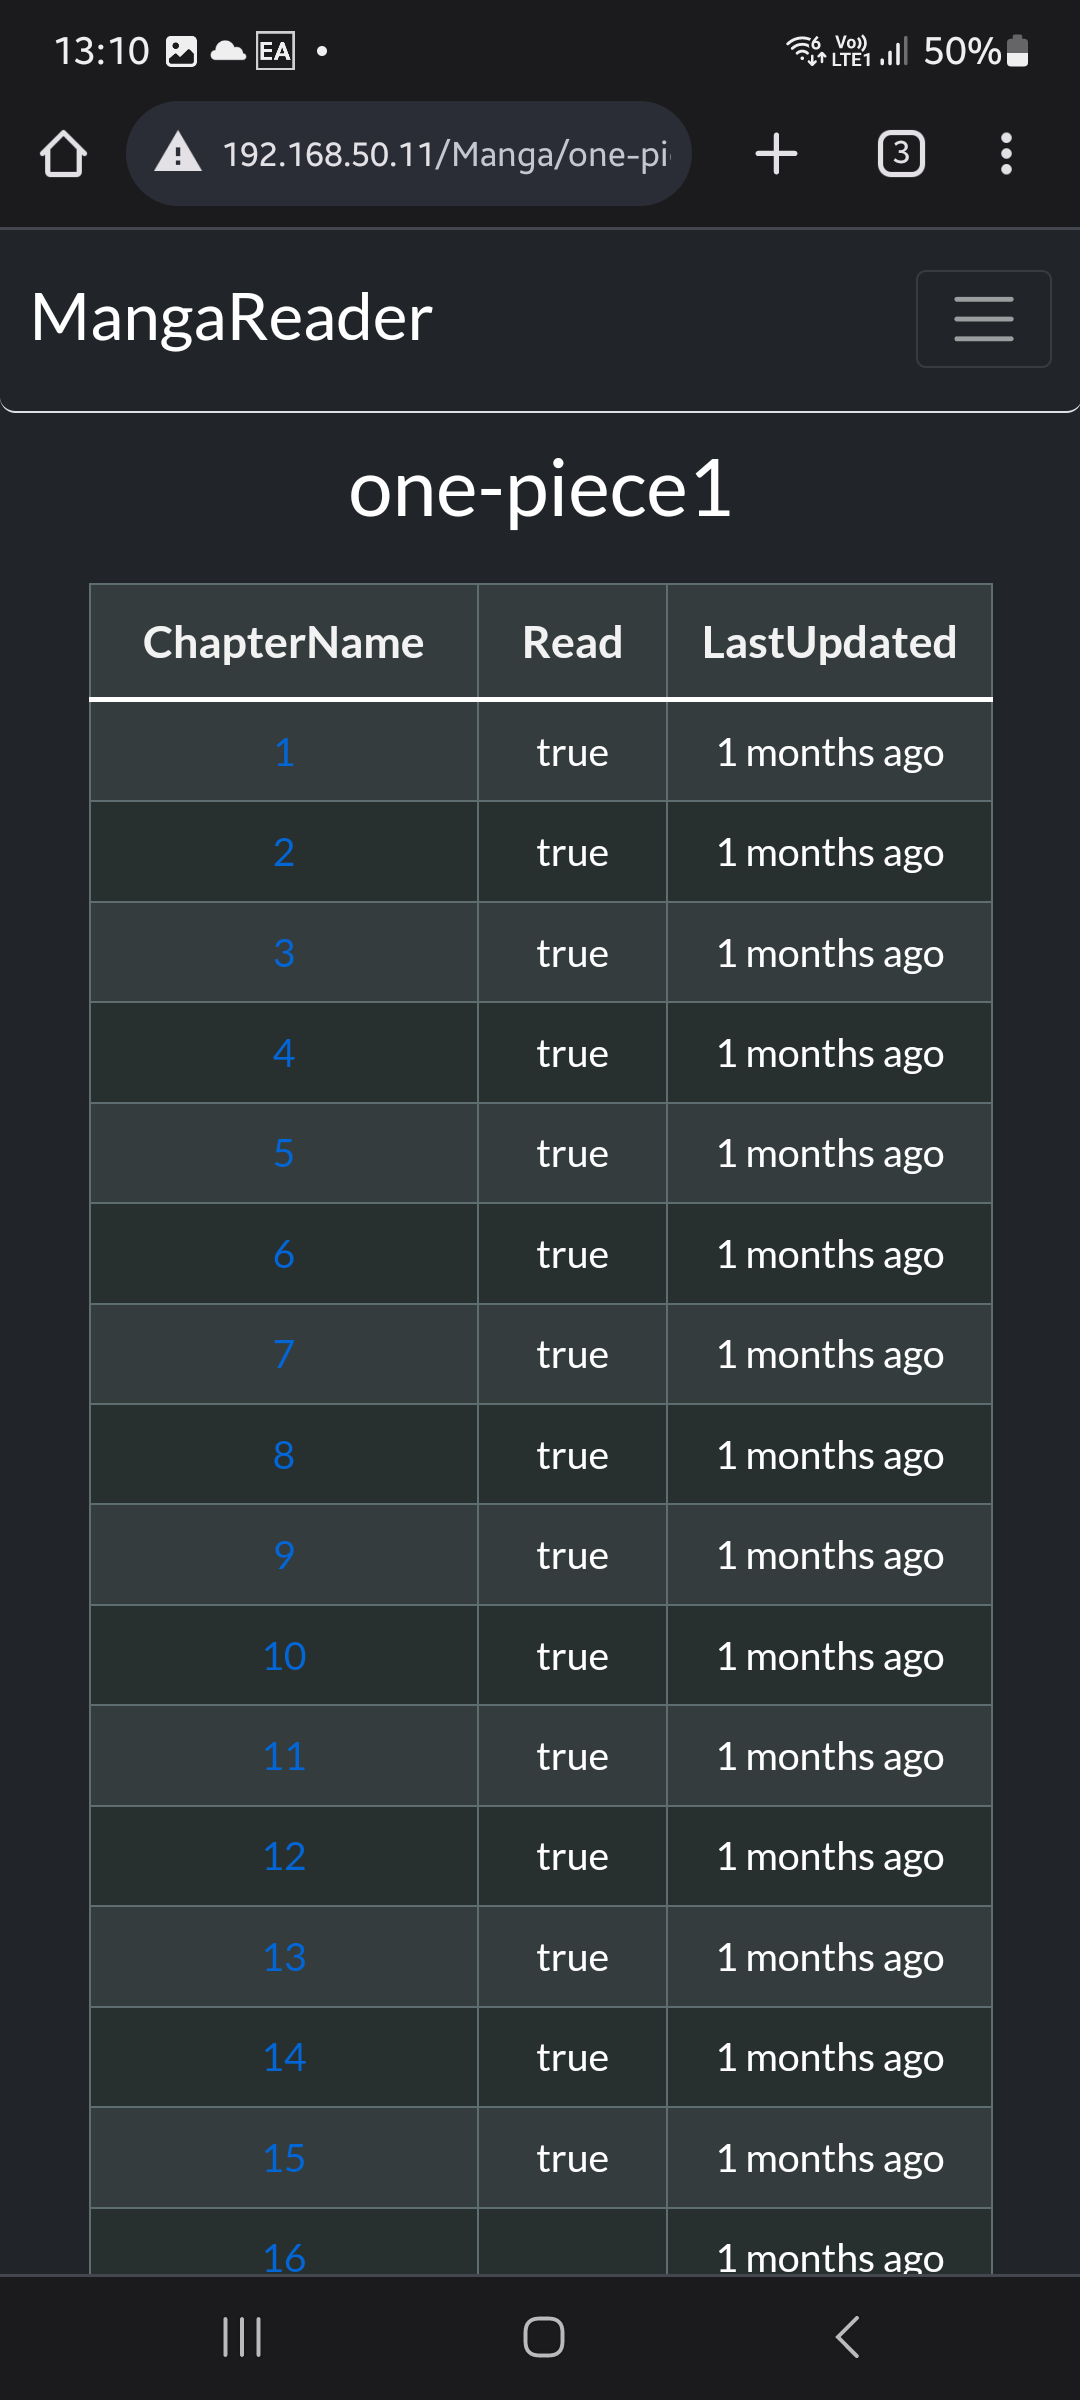 13:10 EA
6 Vo)) LTE1 50%
192.168.50.11/Manga/one-pi
3
MangaReader
one-piece1
ChapterName Read LastUpdated
1 true 1 months ago
2 true 1 months ago
3 true 1 months ago
4 true 1 months ago
5 true 1 months ago
6 true 1 months ago
7 true 1 months ago
8 true 1 months ago
9 true 1 months ago
10 true 1 months ago
11 true 1 months ago
12 true 1 months ago
13 true 1 months ago
14 true 1 months ago
15 true 1 months ago
16 1 months ago